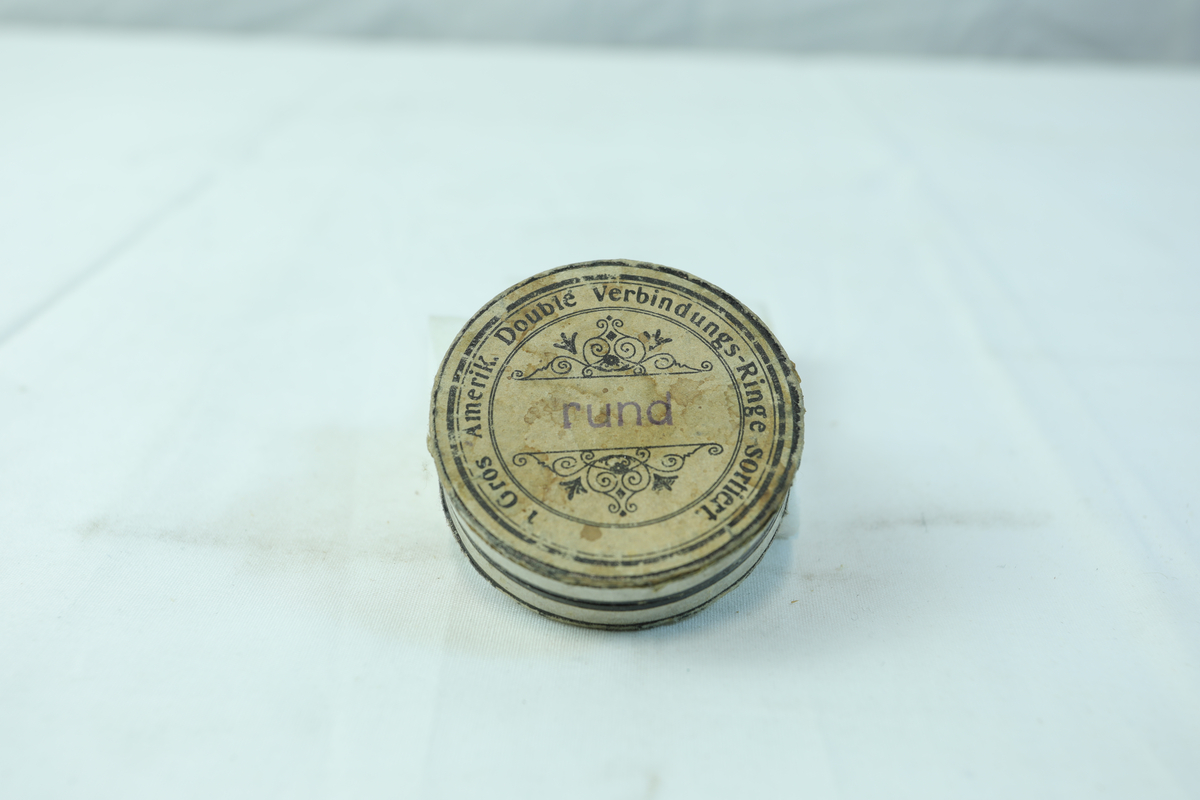 1 Gros Amerik. Doublé Verbindungs-Ringe sortiert.
rund